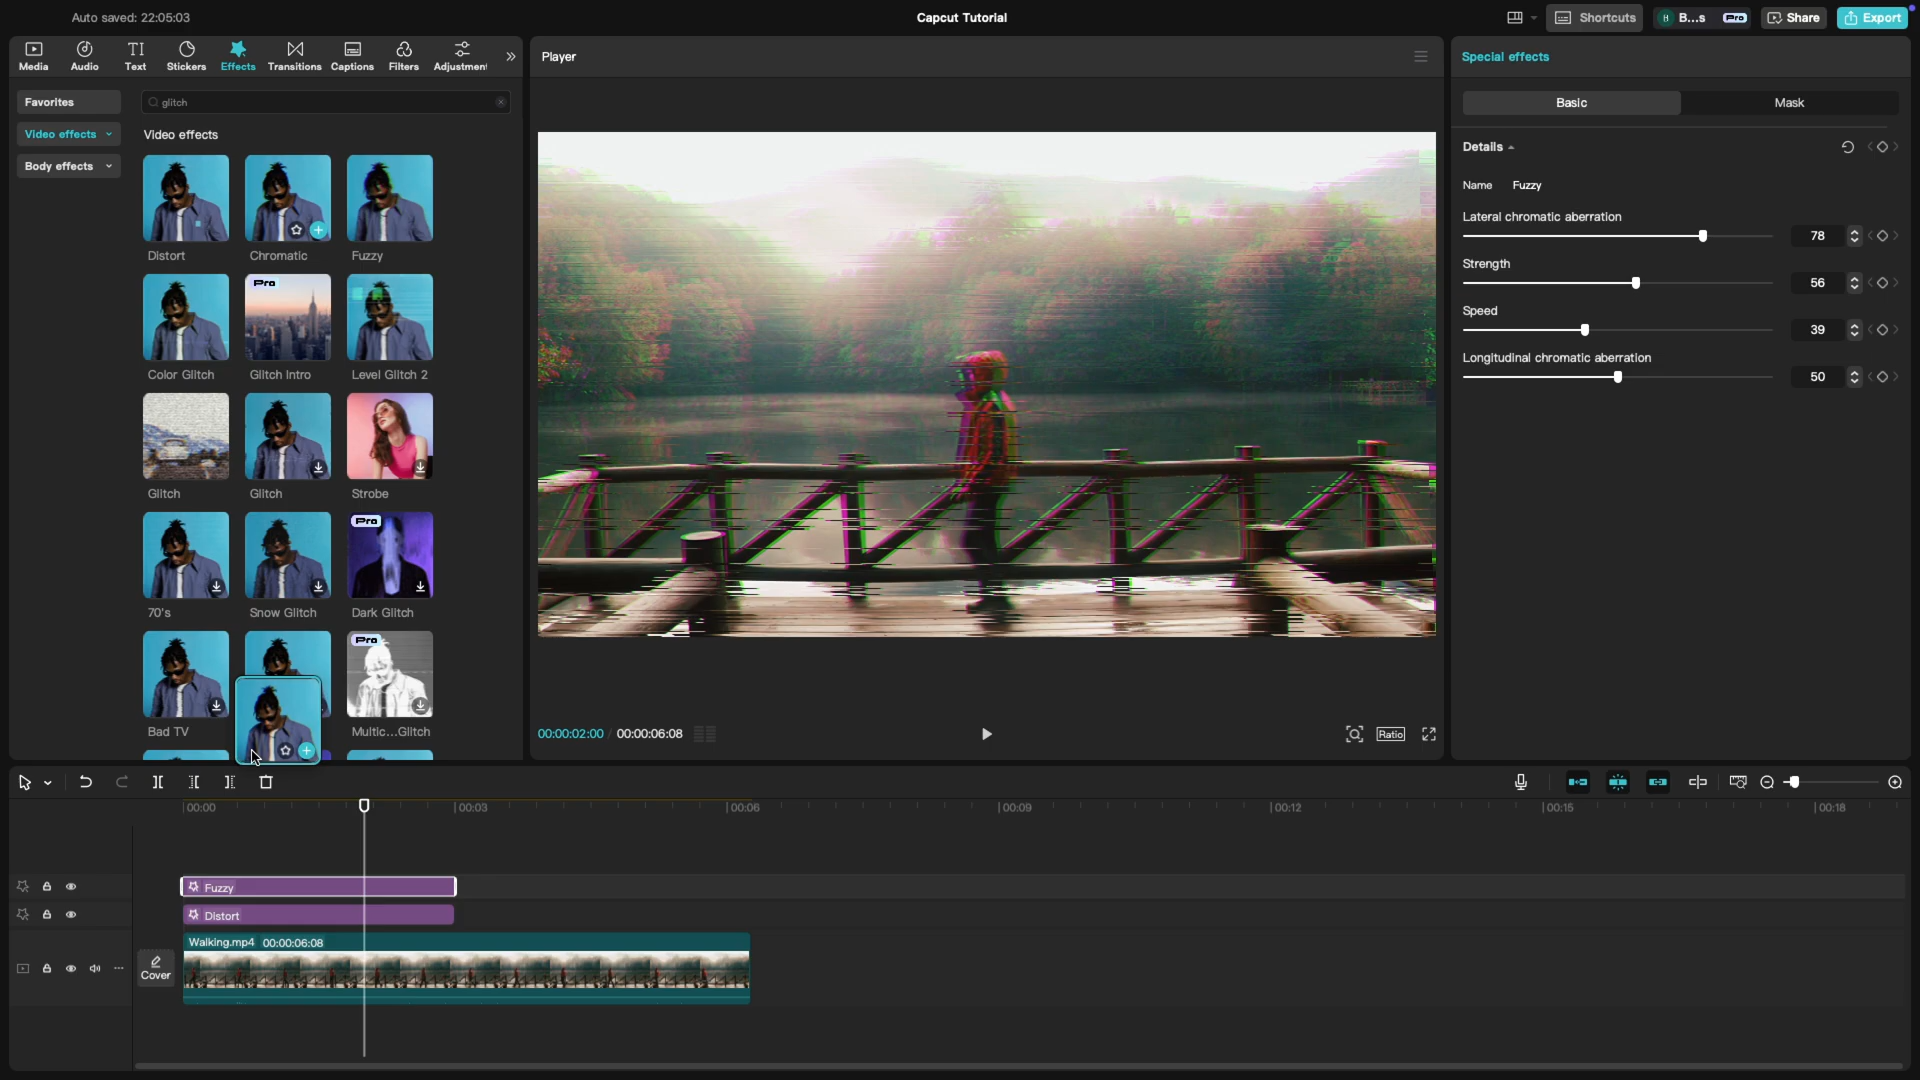 Auto saved: 22:05:03
Capcut Tutorial
Shortcuts
B...s
Pro
Share
Export
Media
Audio
Text
Stickers
Effects
Transitions
Captions
Filters
Adjustment
Player
Special effects
Favorites
glitch
Video effects
Video effects
Body effects
Basic
Mask
Details
Name Fuzzy
Lateral chromatic aberration
78
Strength
56
Speed
39
Longitudinal chromatic aberration
50
Distort
Chromatic
Fuzzy
Pro
Color Glitch
Glitch Intro
Level Glitch 2
Glitch
Glitch
Strobe
Pro
70's
Snow Glitch
Dark Glitch
Pro
Bad TV
Multic...Glitch
00:00:02:00 / 00:00:06:08
Ratio
00:00
00:03
00:06
00:09
00:12
00:15
00:18
Fuzzy
Distort
Walking.mp4 00:00:06:08
Cover